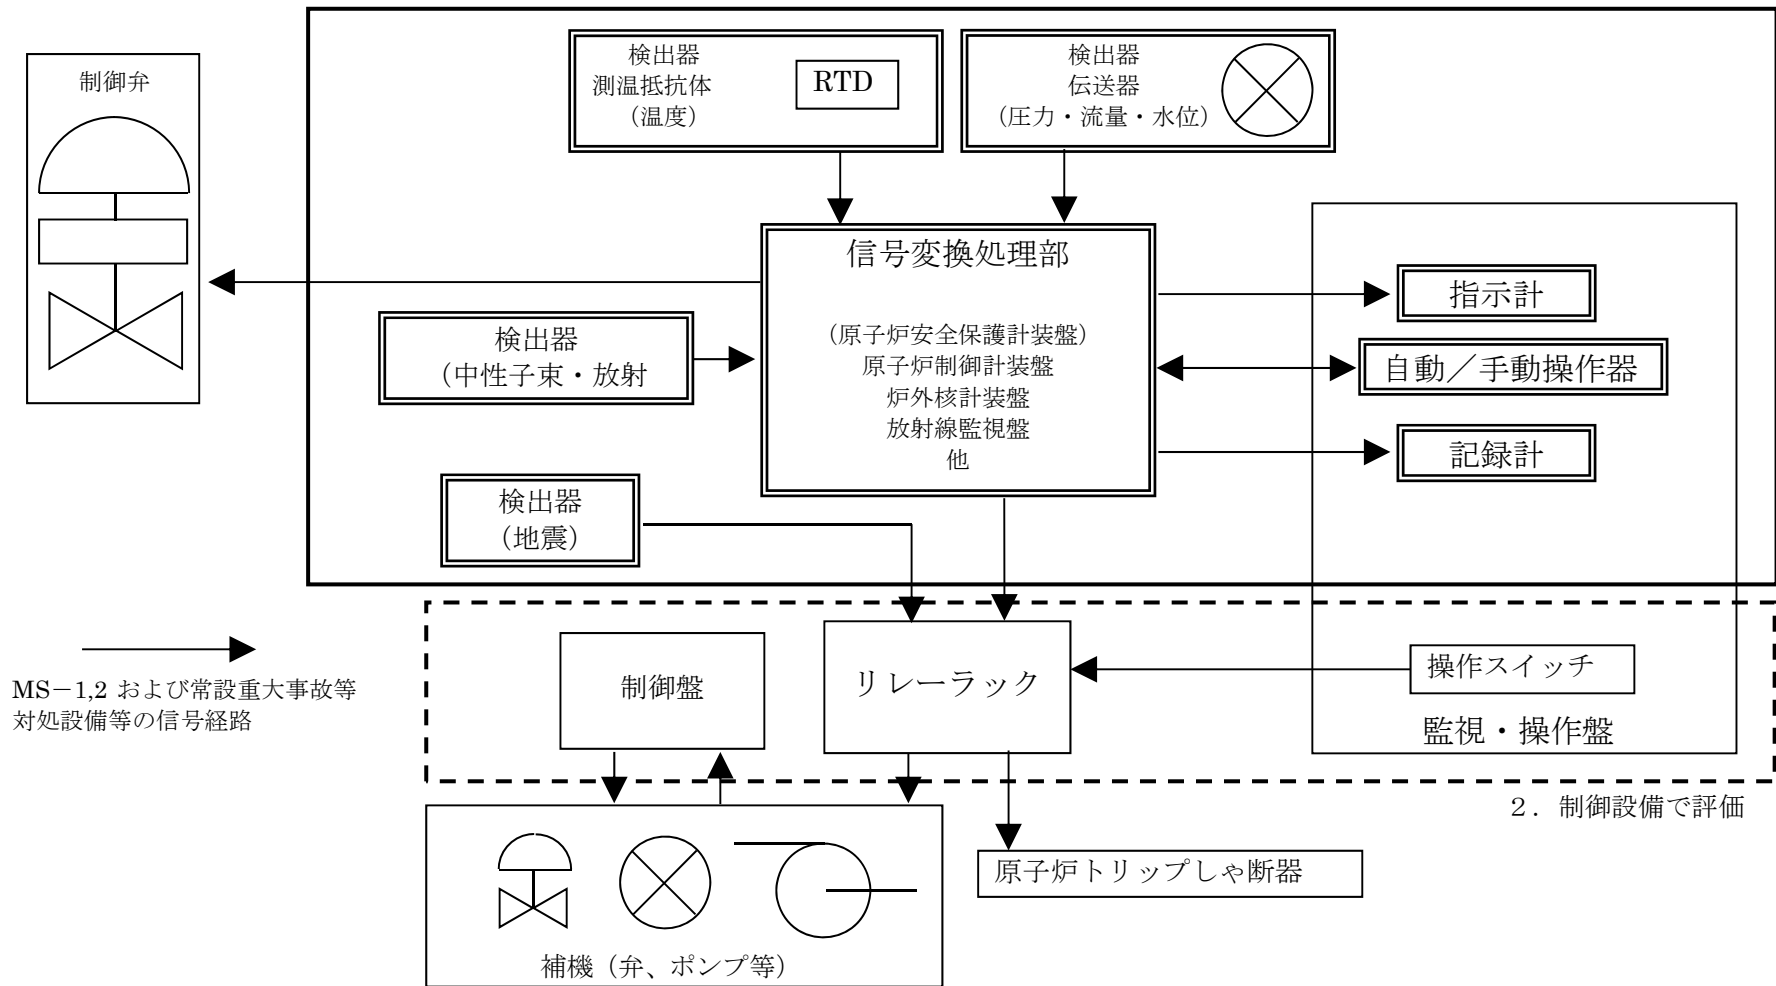 制御弁
検出器
測温抵抗体
（温度）
RTD
検出器
伝送器
（圧力・流量・水位）
信号変換処理部
（原子炉安全保護計装盤）
原子炉制御計装盤
炉外核計装盤
放射線監視盤
他
検出器
（中性子束・放射
検出器
（地震）
指示計
自動／手動操作器
記録計
MS－1,2 および常設重大事故等
対処設備等の信号経路
制御盤
リレーラック
操作スイッチ
監視・操作盤
２．制御設備で評価
原子炉トリップしゃ断器
補機（弁、ポンプ等）